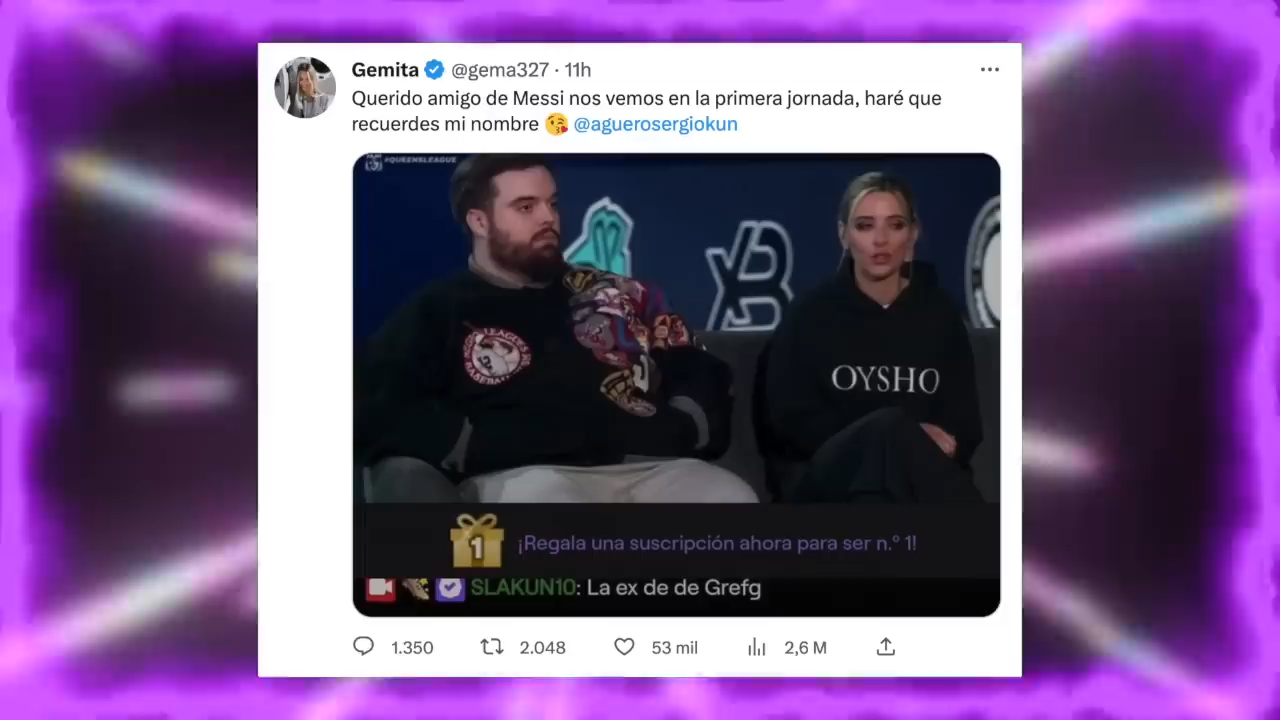 Gemita @gema327 · 11h
Querido amigo de Messi nos vemos en la primera jornada, haré que
recuerdes mi nombre 😘 @aguerosergiokun
#QUEENSLEAGUE
OYSHO
1 ¡Regala una suscripción ahora para ser n.º 1!
SLAKUN10: La ex de de Grefg
1.350 2.048 53 mil 2,6 M